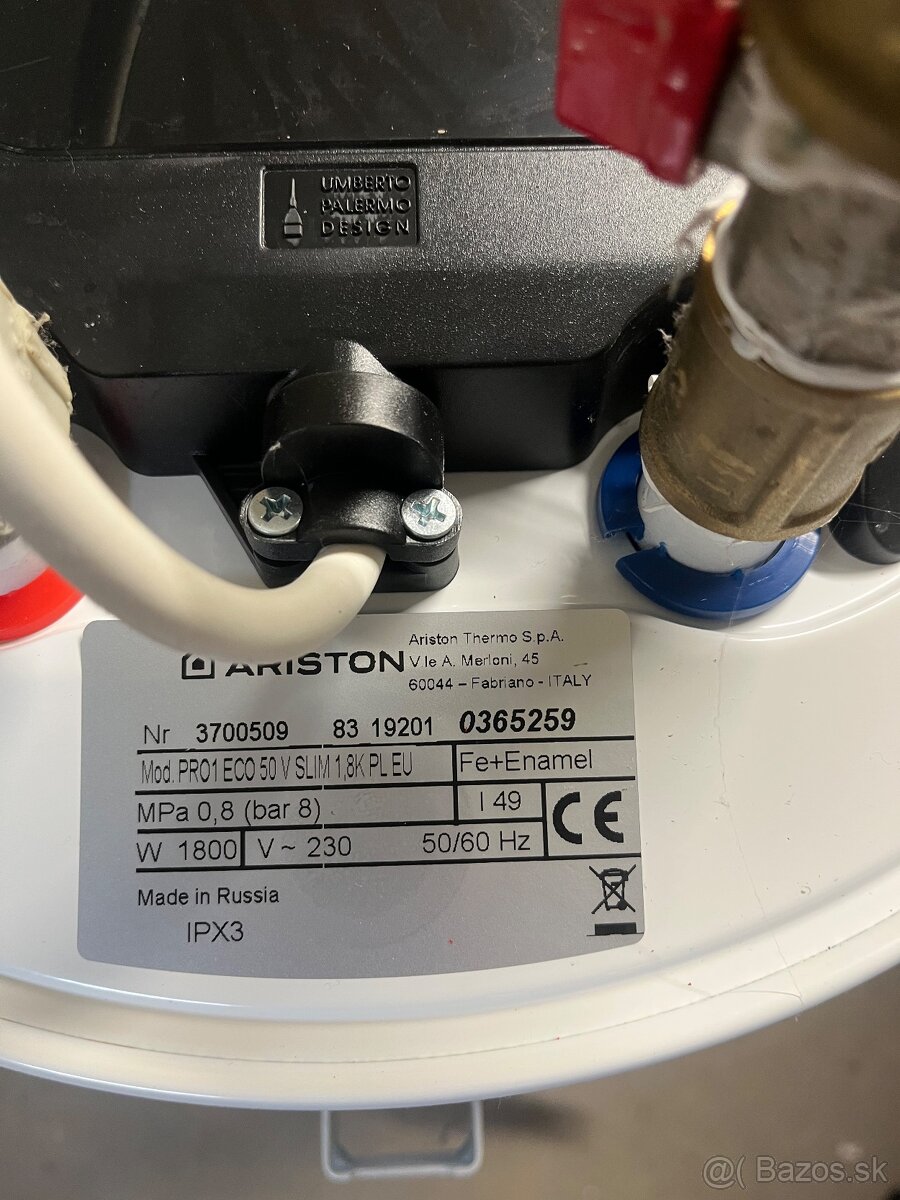 UMBERTO
PALERMO
DESIGN
ARISTON
Ariston Thermo S.p.A.
V.le A. Merloni, 45
60044 – Fabriano - ITALY
Nr 3700509 83 19201 0365259
Mod. PRO1 ECO 50 V SLIM 1,8K PL EU
Fe+Enamel
MPa 0,8 (bar 8)
l 49
CE
W 1800
V ~ 230 50/60 Hz
Made in Russia
IPX3
@( Bazos.sk